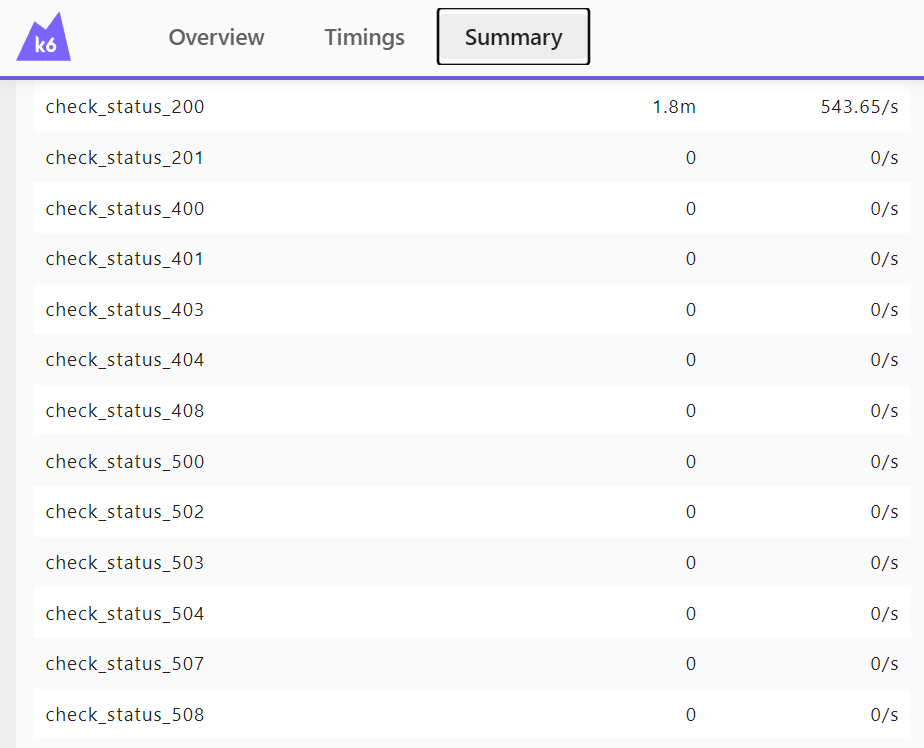 k6 Overview Timings Summary
check_status_200 1.8m 543.65/s
check_status_201 0 0/s
check_status_400 0 0/s
check_status_401 0 0/s
check_status_403 0 0/s
check_status_404 0 0/s
check_status_408 0 0/s
check_status_500 0 0/s
check_status_502 0 0/s
check_status_503 0 0/s
check_status_504 0 0/s
check_status_507 0 0/s
check_status_508 0 0/s